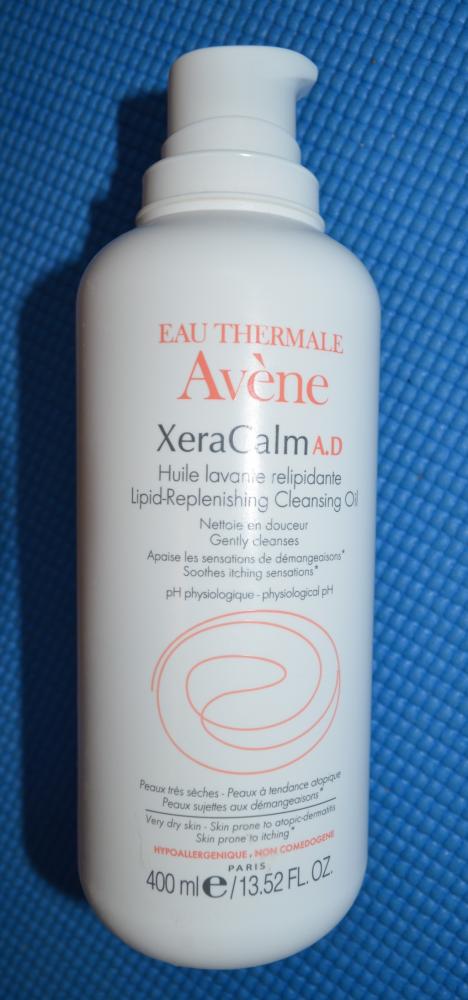 EAU THERMALE
Avène
XeraCalm A.D
Huile lavante relipidante
Lipid-Replenishing Cleansing Oil
Nettoie en douceur
Gently cleanses
Apaise les sensations de démangeaisons*
Soothes itching sensations*
pH physiologique - physiological pH
Peaux très sèches - Peaux à tendance atopique
Peaux sujettes aux démangeaisons*
Very dry skin - Skin prone to atopic-dermatitis
Skin prone to itching*
HYPOALLERGENIQUE, NON COMEDOGENE
PARIS
400 ml e/13.52 FL. OZ.